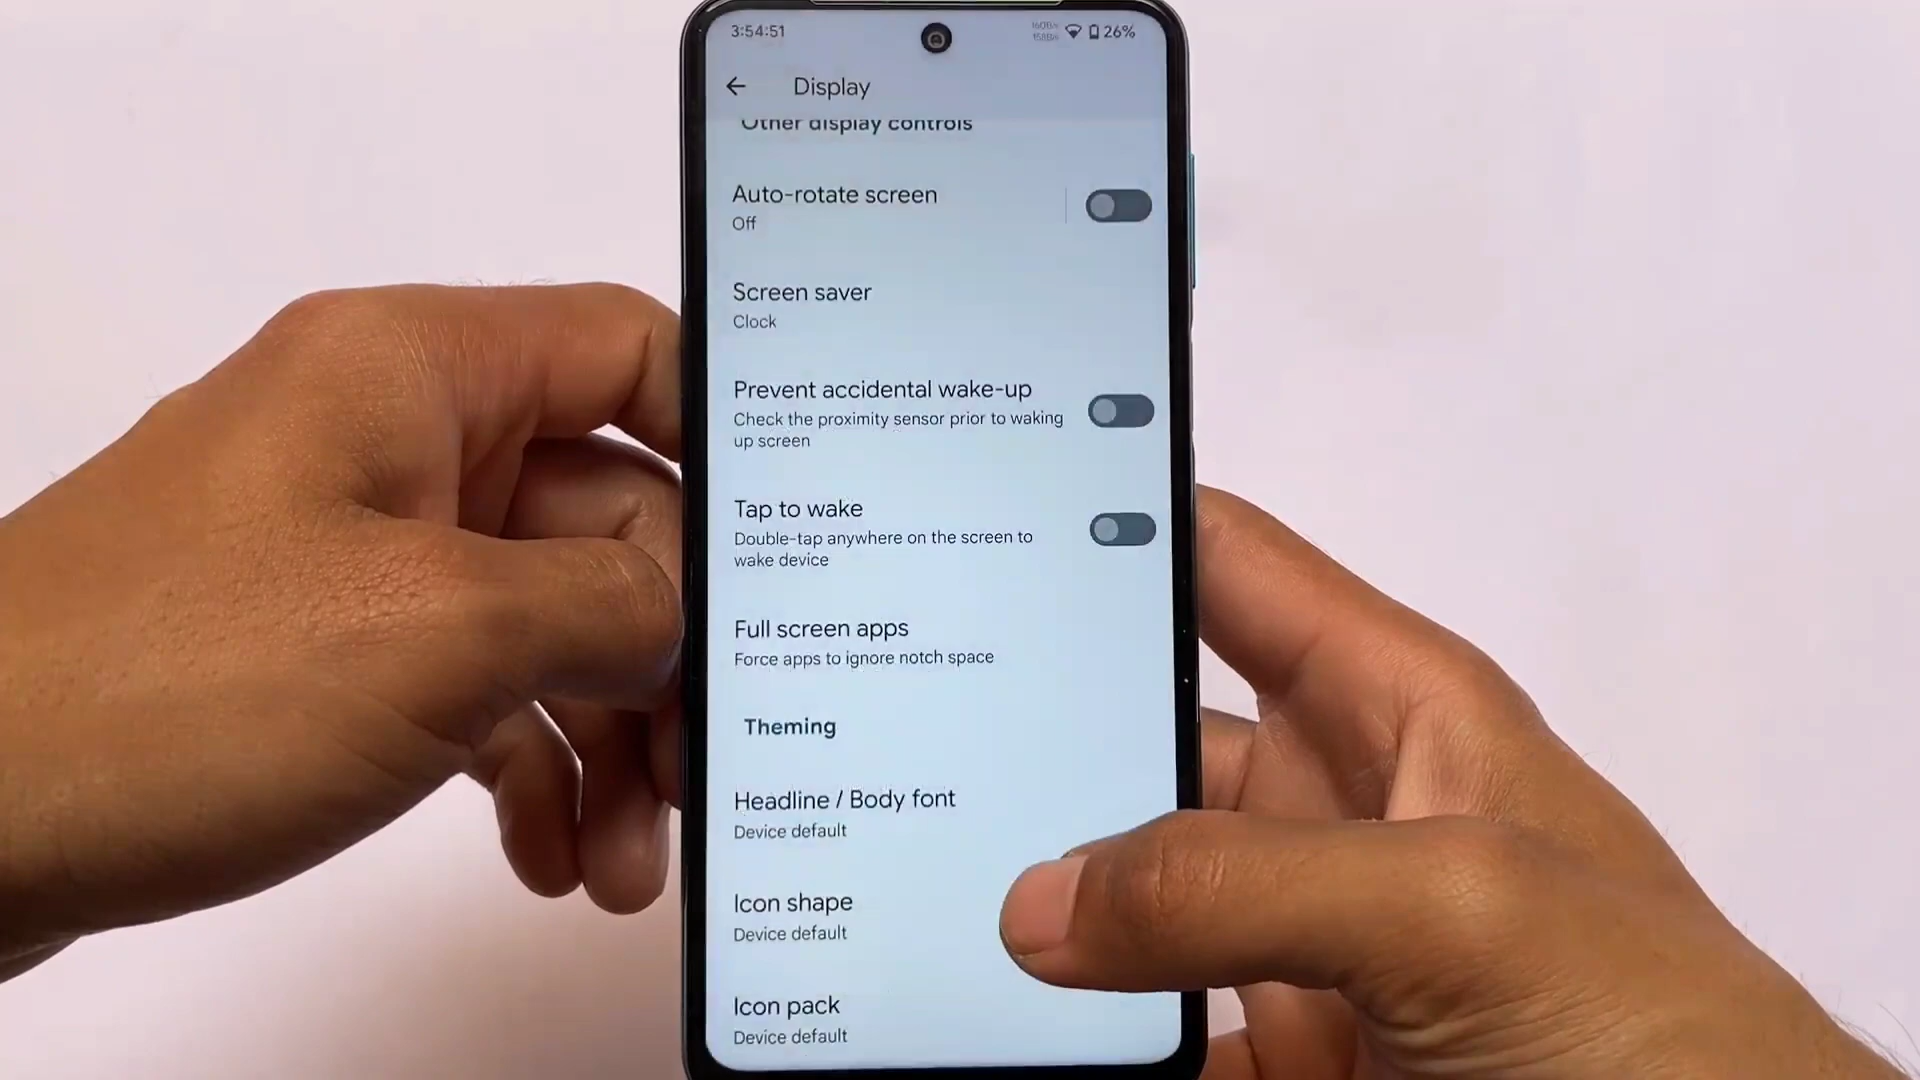 3:54:51
26%
Display
Other display controls
Auto-rotate screen
Off
Screen saver
Clock
Prevent accidental wake-up
Check the proximity sensor prior to waking
up screen
Tap to wake
Double-tap anywhere on the screen to
wake device
Full screen apps
Force apps to ignore notch space
Theming
Headline / Body font
Device default
Icon shape
Device default
Icon pack
Device default